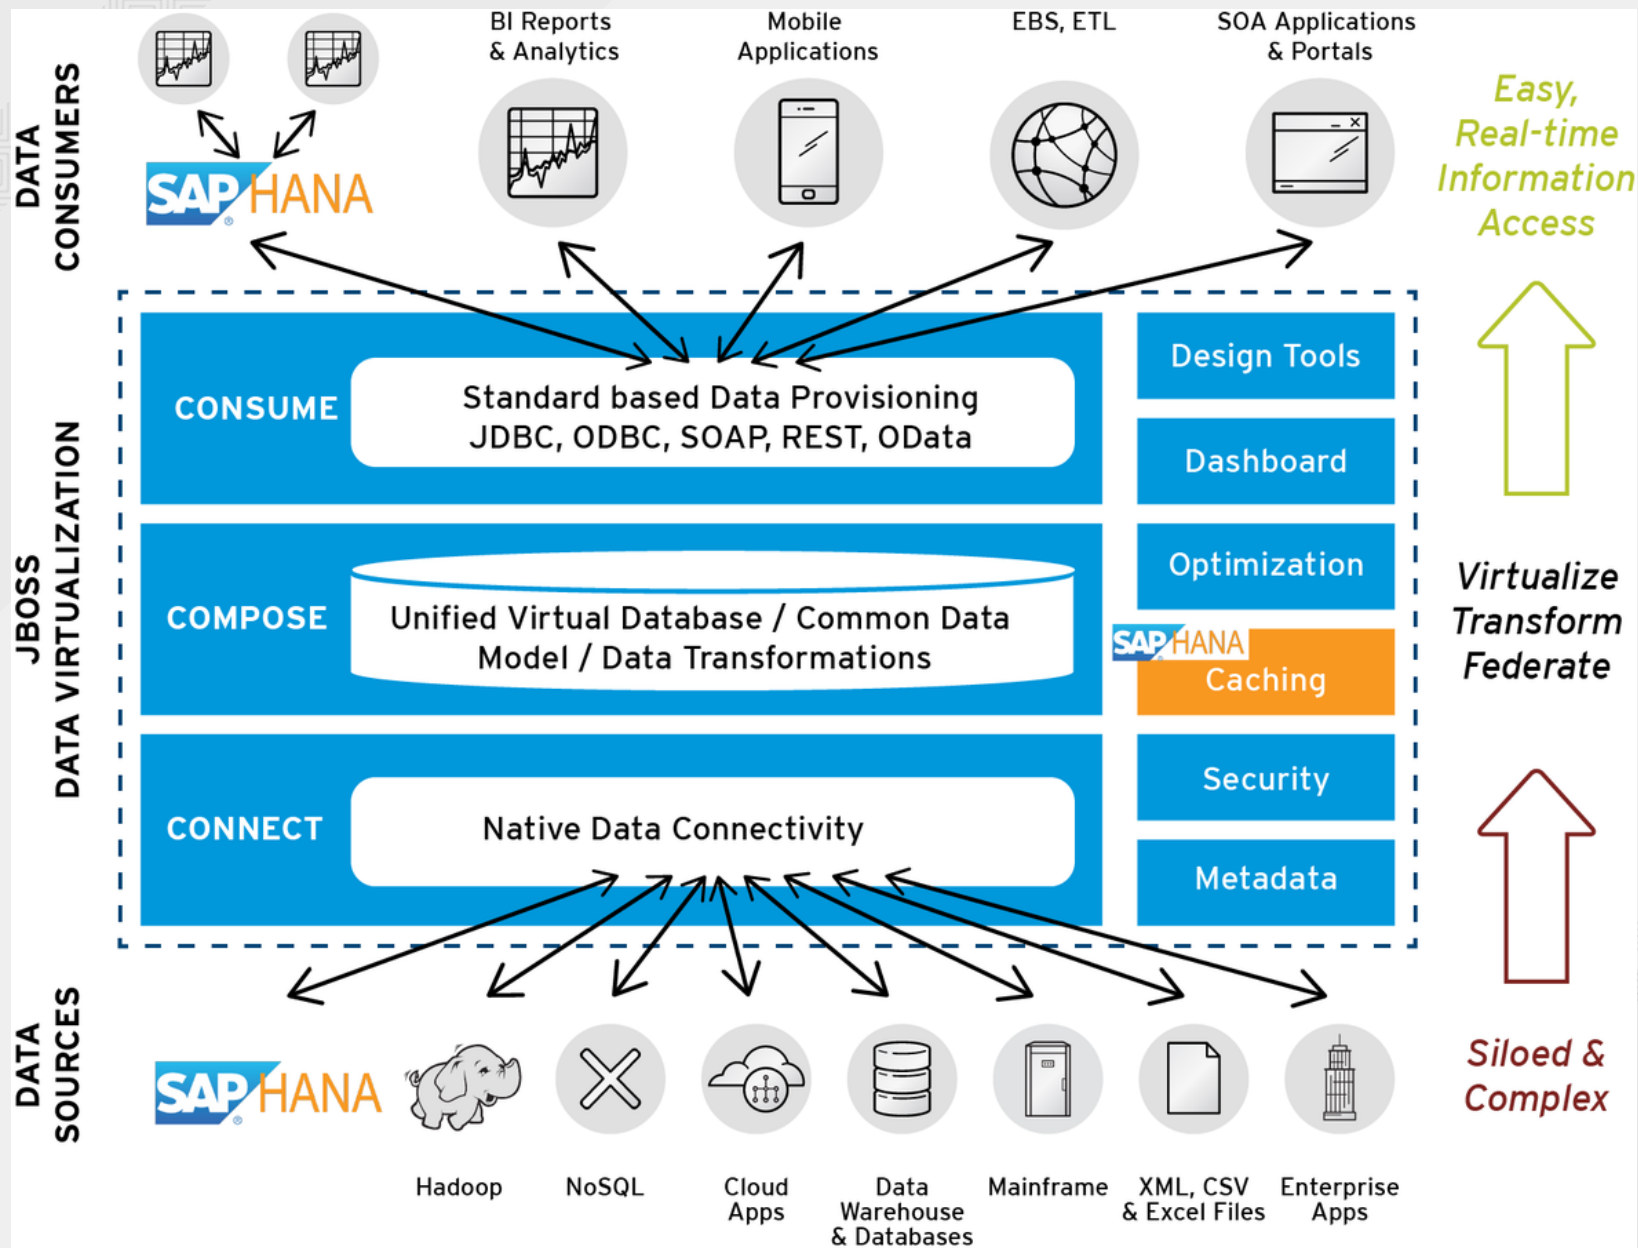 DATA
CONSUMERS
BI Reports
& Analytics
Mobile
Applications
EBS, ETL
SOA Applications
& Portals
SAP HANA
®
Easy,
Real-time
Information
Access
JBOSS
DATA VIRTUALIZATION
CONSUME
Standard based Data Provisioning
JDBC, ODBC, SOAP, REST, OData
COMPOSE
Unified Virtual Database / Common Data
Model / Data Transformations
CONNECT
Native Data Connectivity
Design Tools
Dashboard
Optimization
SAP HANA
Caching
Security
Metadata
Virtualize
Transform
Federate
DATA
SOURCES
SAP HANA
®
Hadoop
NoSQL
Cloud
Apps
Data
Warehouse
& Databases
Mainframe
XML, CSV
& Excel Files
Enterprise
Apps
Siloed &
Complex